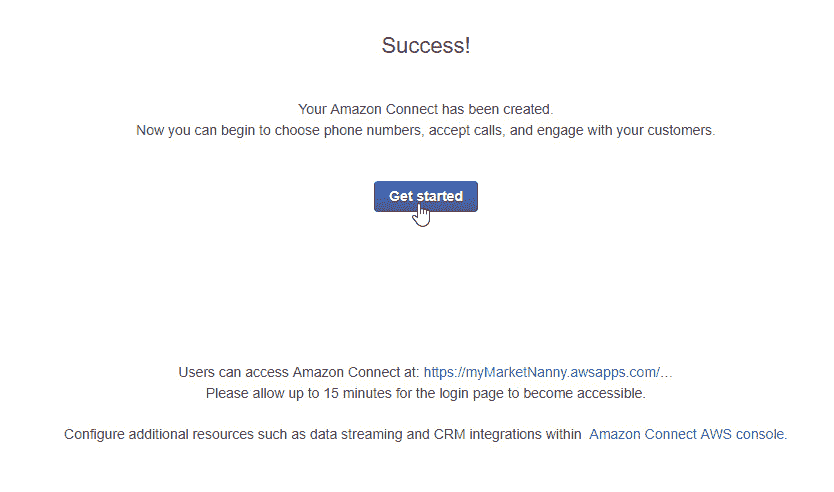 Success!
Your Amazon Connect has been created.
Now you can begin to choose phone numbers, accept calls, and engage with your customers.
Get started
Users can access Amazon Connect at: https://myMarketNanny.awsapps.com/...
Please allow up to 15 minutes for the login page to become accessible.
Configure additional resources such as data streaming and CRM integrations within Amazon Connect AWS console.